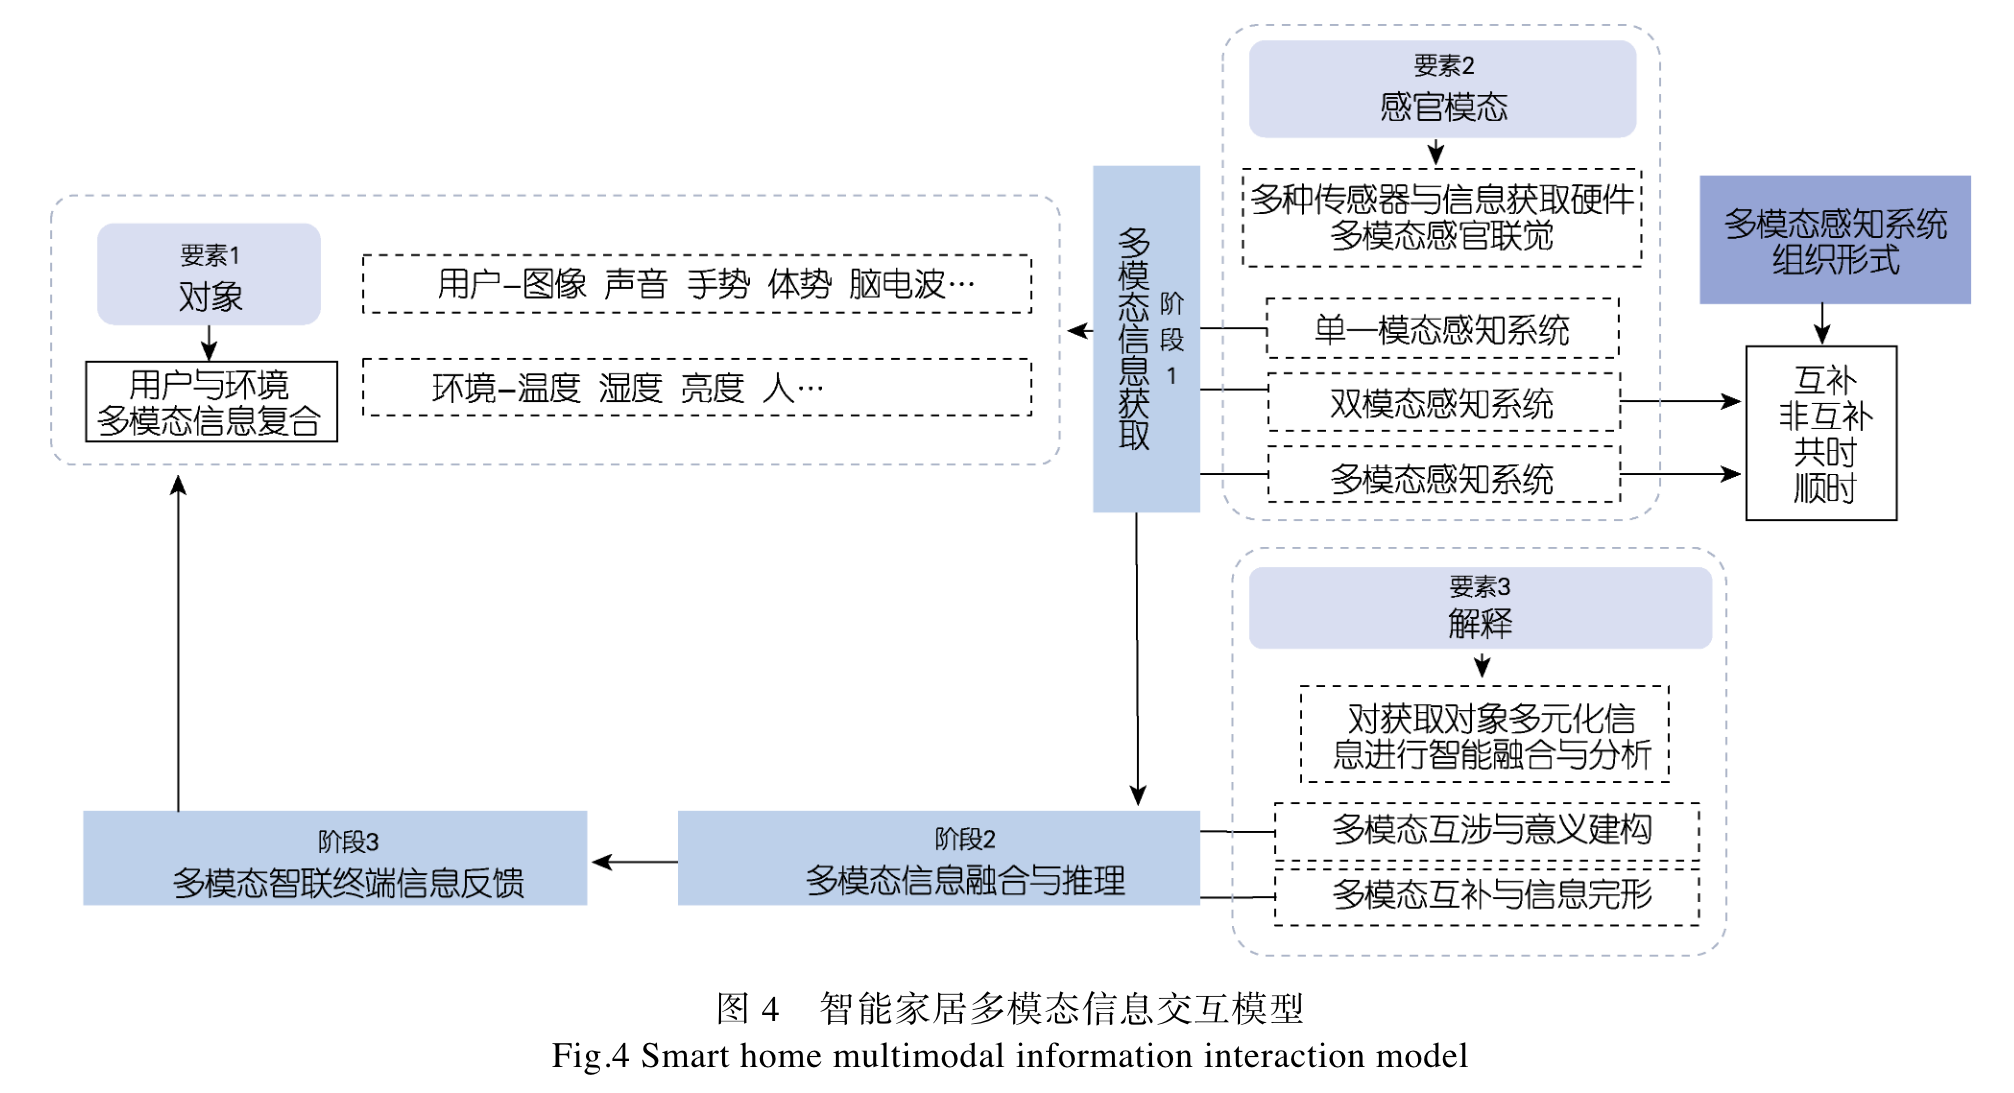 要素1
对象
用户与环境
多模态信息复合
用户–图像 声音 手势 体势 脑电波…
环境–温度 湿度 亮度 人…
多模态信息获取
阶段1
要素2
感官模态
多种传感器与信息获取硬件
多模态感官联觉
单一模态感知系统
双模态感知系统
多模态感知系统
多模态感知系统
组织形式
互补
非互补
共时
顺时
要素3
解释
对获取对象多元化信
息进行智能融合与分析
多模态互涉与意义建构
多模态互补与信息完形
阶段2
多模态信息融合与推理
阶段3
多模态智联终端信息反馈
图 4 智能家居多模态信息交互模型
Fig.4 Smart home multimodal information interaction model